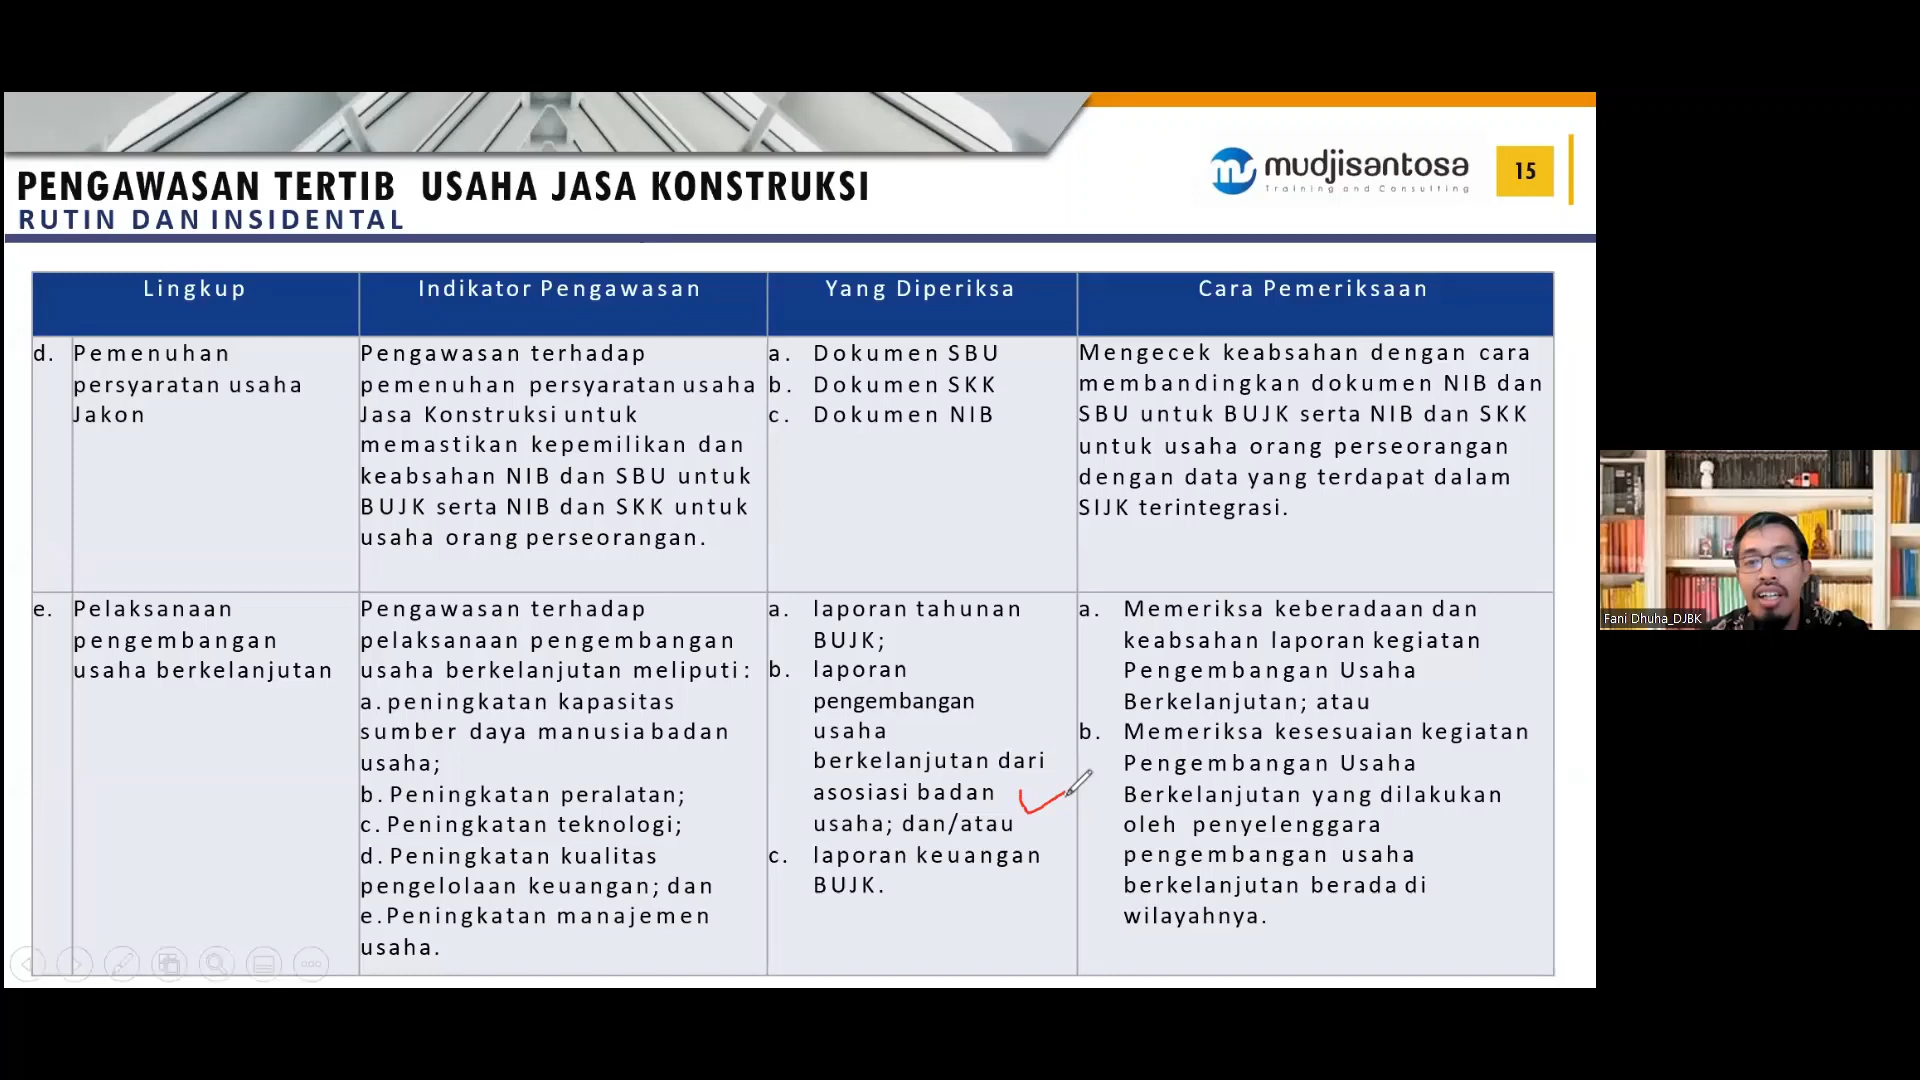 PENGAWASAN TERTIB USAHA JASA KONSTRUKSI
RUTIN DAN INSIDENTAL
mudjisantosa
Training and Consulting
15
Lingkup
Indikator Pengawasan
Yang Diperiksa
Cara Pemeriksaan
d. Pemenuhan
persyaratan usaha
Jakon
Pengawasan terhadap
pemenuhan persyaratan usaha
Jasa Konstruksi untuk
memastikan kepemilikan dan
keabsahan NIB dan SBU untuk
BUJK serta NIB dan SKK untuk
usaha orang perseorangan.
a. Dokumen SBU
b. Dokumen SKK
c. Dokumen NIB
Mengecek keabsahan dengan cara
membandingkan dokumen NIB dan
SBU untuk BUJK serta NIB dan SKK
untuk usaha orang perseorangan
dengan data yang terdapat dalam
SIJK terintegrasi.
e. Pelaksanaan
pengembangan
usaha berkelanjutan
Pengawasan terhadap
pelaksanaan pengembangan
usaha berkelanjutan meliputi:
a. peningkatan kapasitas
sumber daya manusia badan
usaha;
b. Peningkatan peralatan;
c. Peningkatan teknologi;
d. Peningkatan kualitas
pengelolaan keuangan; dan
e. Peningkatan manajemen
usaha.
a. laporan tahunan
BUJK;
b. laporan
pengembangan
usaha
berkelanjutan dari
asosiasi badan
usaha; dan/atau
c. laporan keuangan
BUJK.
a. Memeriksa keberadaan dan
keabsahan laporan kegiatan
Pengembangan Usaha
Berkelanjutan; atau
b. Memeriksa kesesuaian kegiatan
Pengembangan Usaha
Berkelanjutan yang dilakukan
oleh penyelenggara
pengembangan usaha
berkelanjutan berada di
wilayahnya.
Fani Dhuha_DJBK